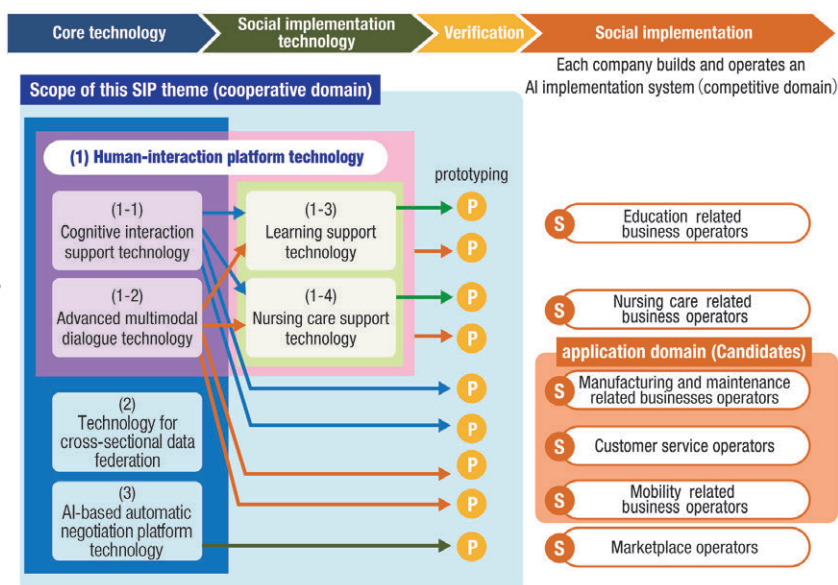 Core technology
Social implementation
technology
Verification
Social implementation
Each company builds and operates an
AI implementation system (competitive domain)
Scope of this SIP theme (cooperative domain)
(1) Human-interaction platform technology
prototyping
(1-1)
Cognitive interaction
support technology
(1-3)
Learning support
technology
P
P
S
Education related
business operators
(1-2)
Advanced multimodal
dialogue technology
(1-4)
Nursing care support
technology
P
P
S
Nursing care related
business operators
application domain (Candidates)
(2)
Technology for
cross-sectional data
federation
P
P
P
S
Manufacturing and maintenance
related businesses operators
S
Customer service operators
(3)
AI-based automatic
negotiation platform
technology
P
P
S
Mobility related
business operators
S
Marketplace operators